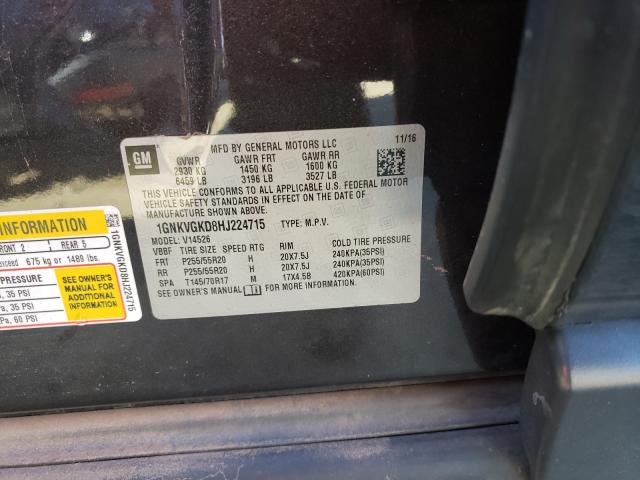 MFD BY GENERAL MOTORS LLC 11/16
GM
GVWR GAWR FRT GAWR RR
2930 KG 1450 KG 1600 KG
6459 LB 3196 LB 3527 LB
THIS VEHICLE CONFORMS TO ALL APPLICABLE U.S. FEDERAL MOTOR
VEHICLE SAFETY STANDARDS IN EFFECT ON THE DATE OF
MANUFACTURE SHOWN ABOVE.
1GNKVGKD8HJ224715 TYPE: M.P.V.
MODEL: V14526
VBBF TIRE SIZE SPEED RTG RIM COLD TIRE PRESSURE
FRT P255/55R20 H 20X7.5J 240KPA(35PSI)
RR P255/55R20 H 20X7.5J 240KPA(35PSI)
SPA T145/70R17 M 17X4.5B 420KPA(60PSI)
SEE OWNER'S MANUAL FOR MORE INFORMATION.
INFORMATION
FRONT 2 REAR 5
exceed 675 kg or 1489 lbs.
PRESSURE
35 PSI
35 PSI
60 PSI
SEE OWNER'S
MANUAL FOR
ADDITIONAL
INFORMATION
1GNKVGKD8HJ224715